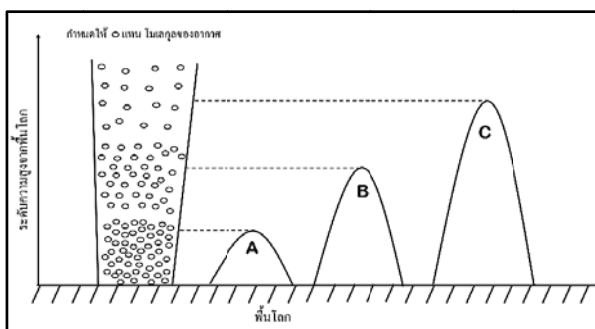 กำหนดให้ ○ แทน โมเลกุลของอากาศ
ระดับความสูงจากพื้นโลก
A
B
C
พื้นโลก